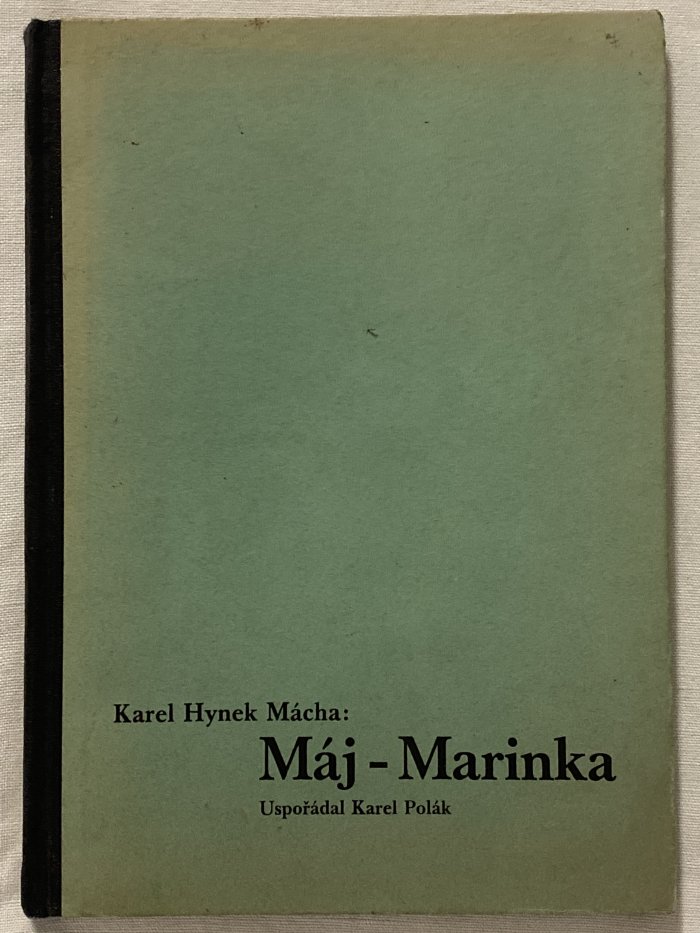 Karel Hynek Mácha:
Máj - Marinka
Uspořádal Karel Polák